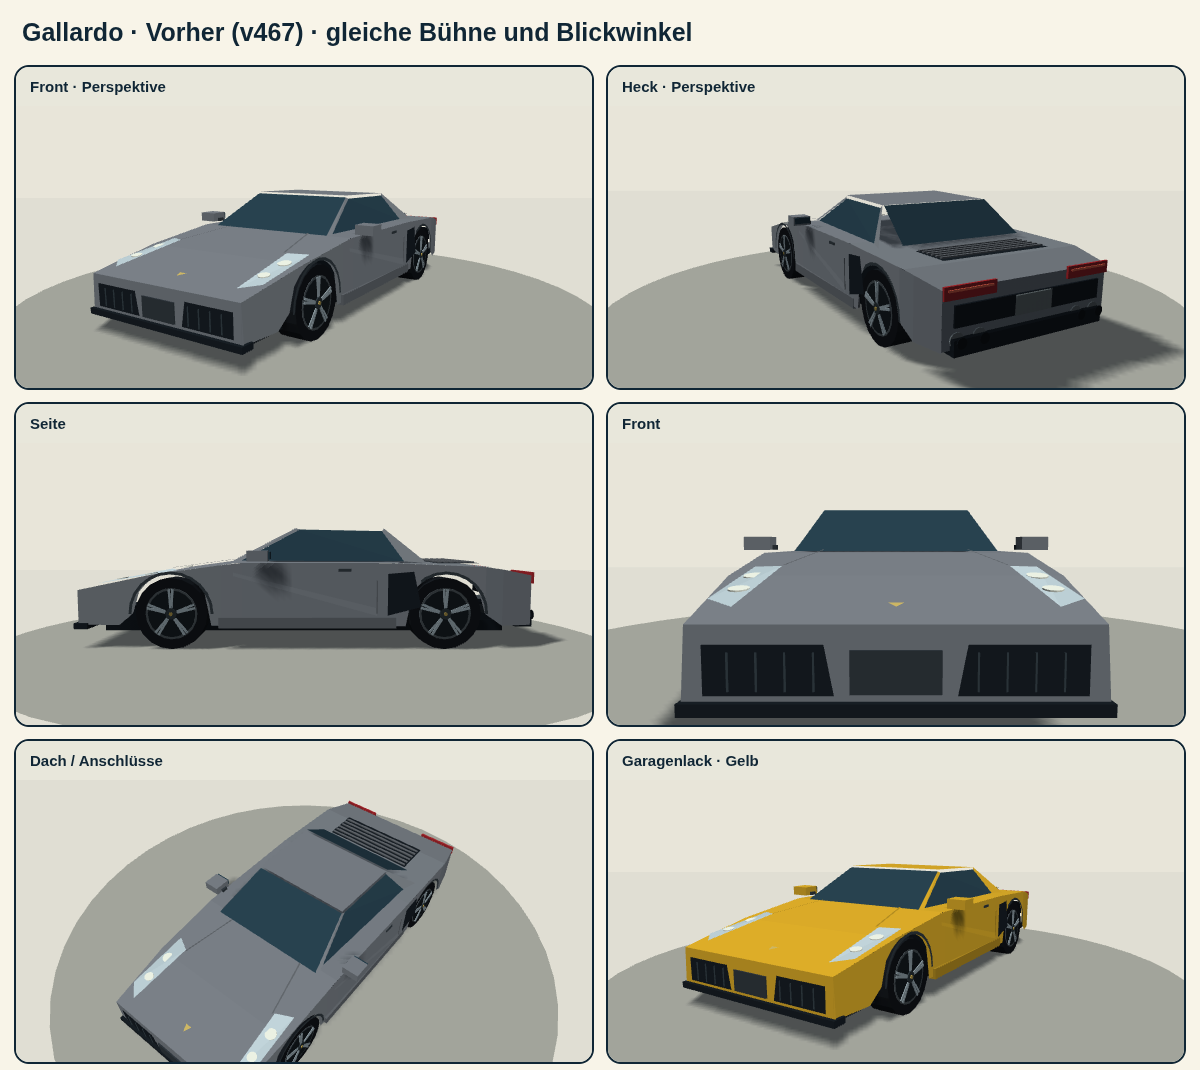 Gallardo · Vorher (v467) · gleiche Bühne und Blickwinkel
Front · Perspektive
Heck · Perspektive
Seite
Front
Dach / Anschlüsse
Garagenlack · Gelb